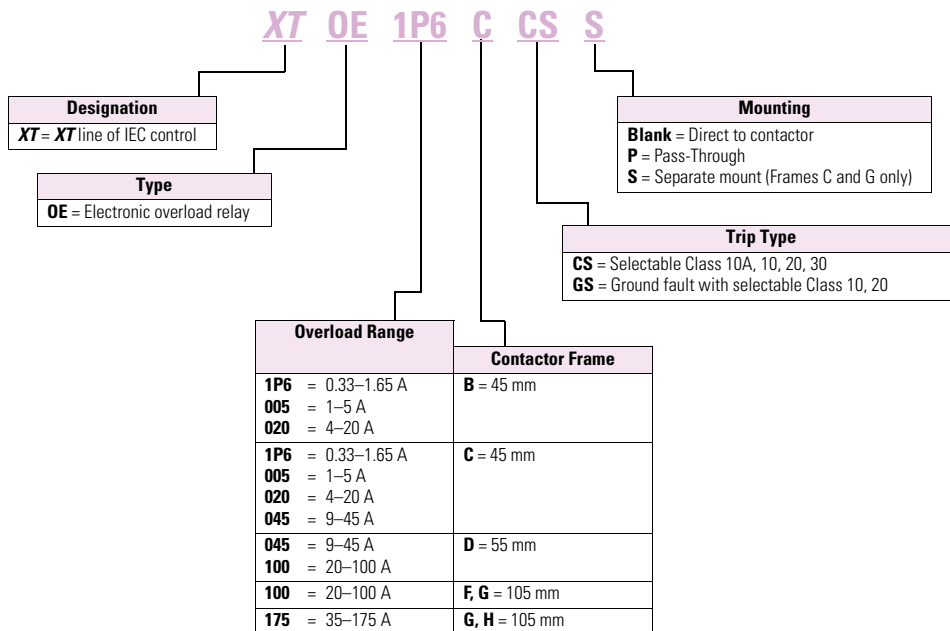 XT OE 1P6 C CS S
Designation
XT = XT line of IEC control
Type
OE = Electronic overload relay
Mounting
Blank = Direct to contactor
P = Pass-Through
S = Separate mount (Frames C and G only)
Trip Type
CS = Selectable Class 10A, 10, 20, 30
GS = Ground fault with selectable Class 10, 20
Overload Range
Contactor Frame
1P6 = 0.33–1.65 A B = 45 mm
005 = 1–5 A
020 = 4–20 A
1P6 = 0.33–1.65 A C = 45 mm
005 = 1–5 A
020 = 4–20 A
045 = 9–45 A
045 = 9–45 A D = 55 mm
100 = 20–100 A
100 = 20–100 A F, G = 105 mm
175 = 35–175 A G, H = 105 mm